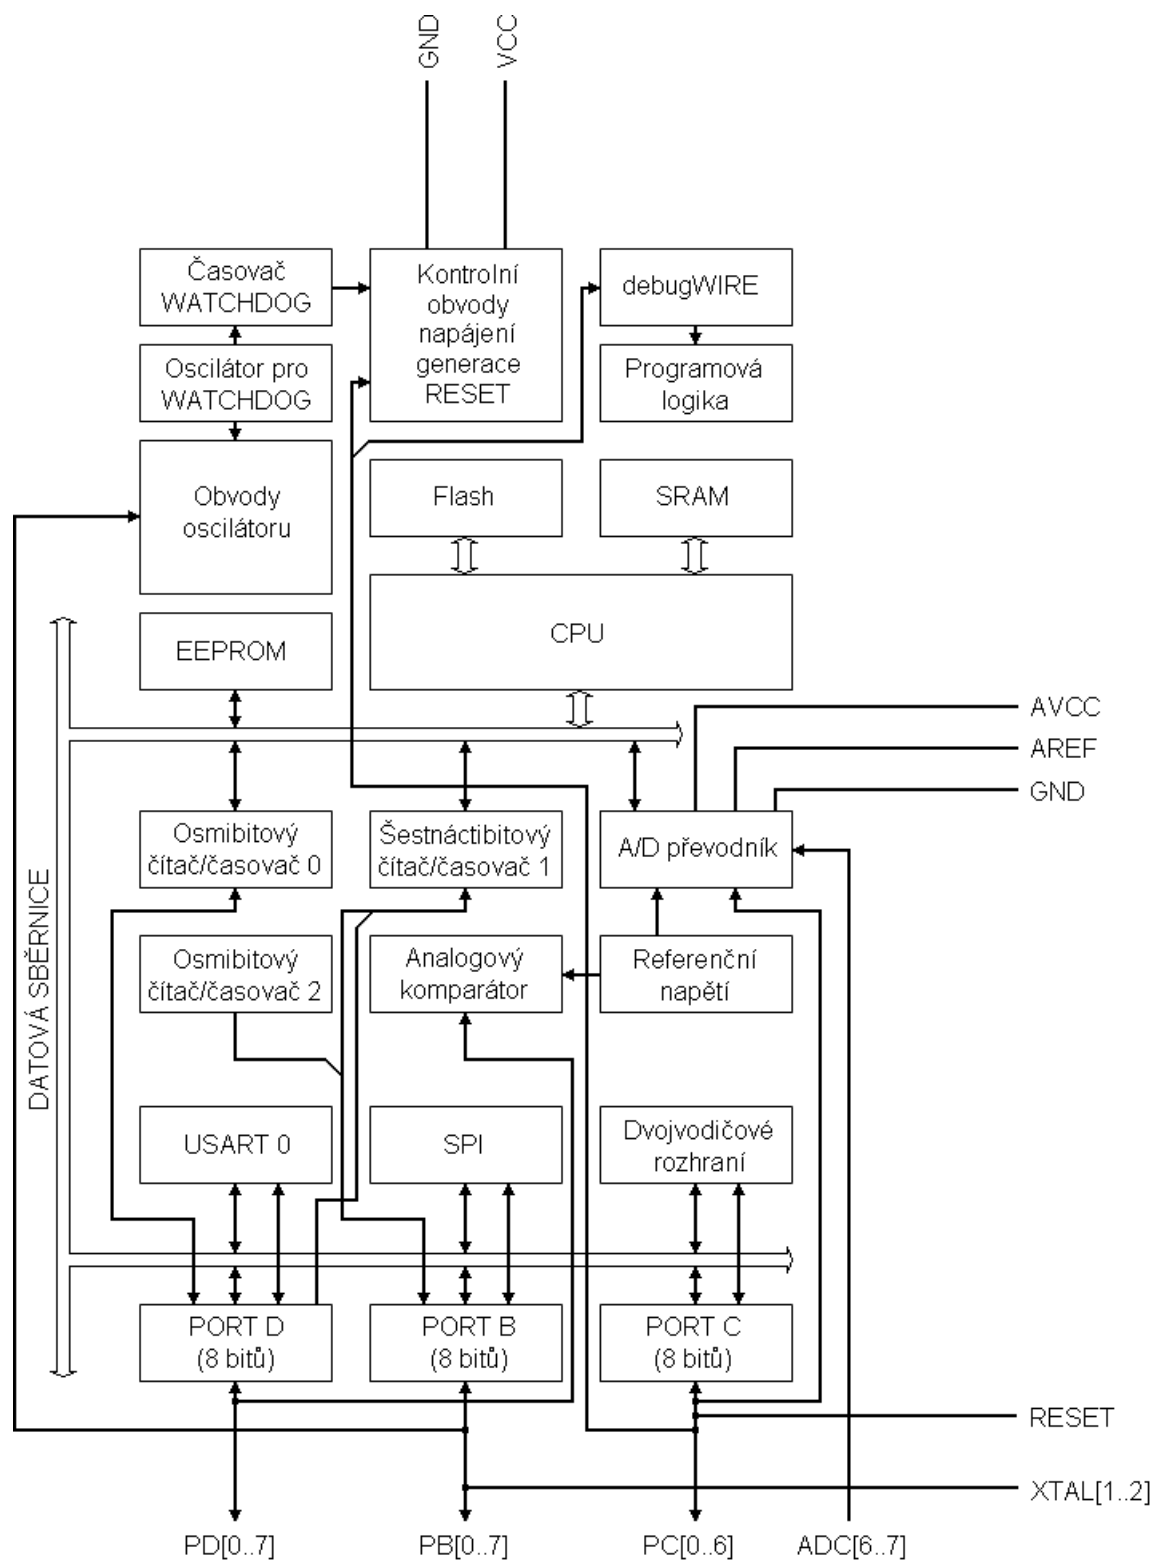 GND
VCC
Časovač
WATCHDOG
Kontrolní
obvody
napájení
generace
RESET
debugWIRE
Oscilátor pro
WATCHDOG
Programová
logika
Obvody
oscilátoru
Flash
SRAM
CPU
EEPROM
AVCC
AREF
GND
Osmibitový
čítač/časovač 0
Šestnáctibitový
čítač/časovač 1
A/D převodník
DATOVÁ SBĚRNICE
Osmibitový
čítač/časovač 2
Analogový
komparátor
Referenční
napětí
USART 0
SPI
Dvojvodičové
rozhraní
PORT D
(8 bitů)
PORT B
(8 bitů)
PORT C
(8 bitů)
RESET
XTAL[1..2]
PD[0..7]
PB[0..7]
PC[0..6]
ADC[6..7]